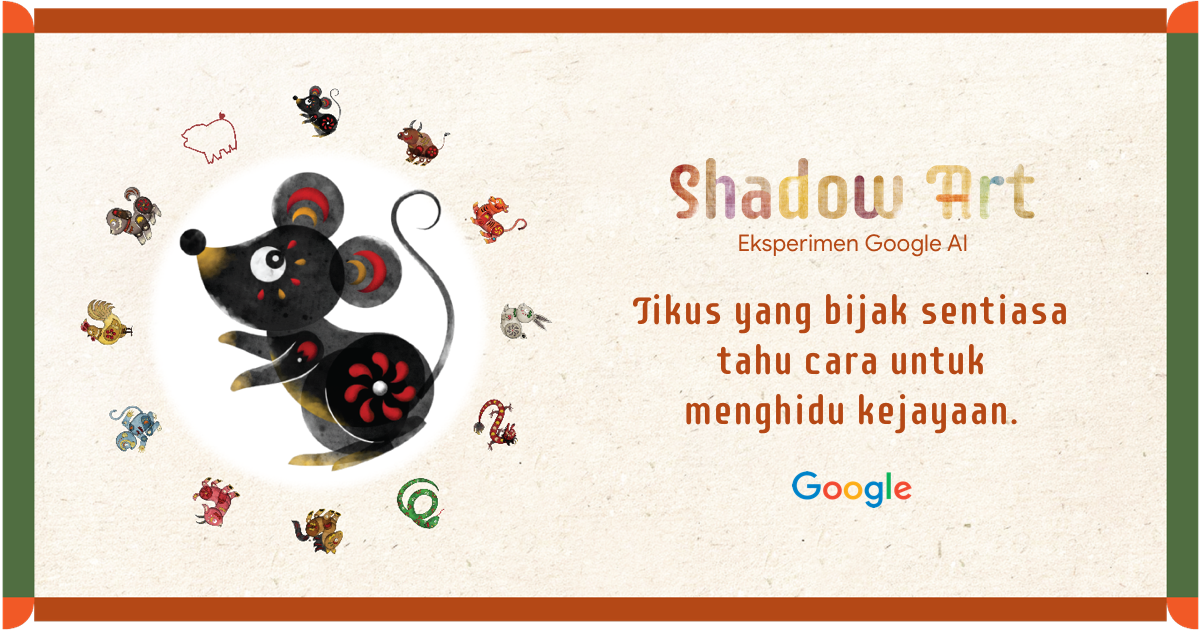 Shadow Art
Eksperimen Google AI
Tikus yang bijak sentiasa
tahu cara untuk
menghidu kejayaan.
Google